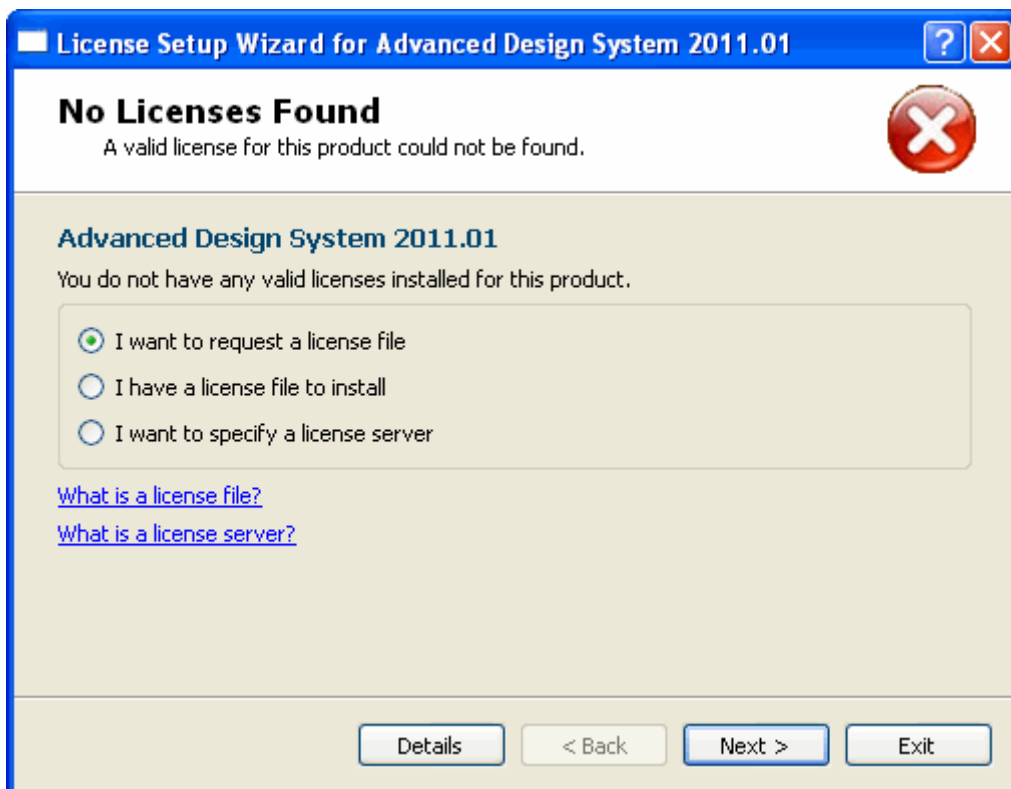 License Setup Wizard for Advanced Design System 2011.01
?
No Licenses Found
A valid license for this product could not be found.
Advanced Design System 2011.01
You do not have any valid licenses installed for this product.
I want to request a license file
I have a license file to install
I want to specify a license server
What is a license file?
What is a license server?
Details
< Back
Next >
Exit